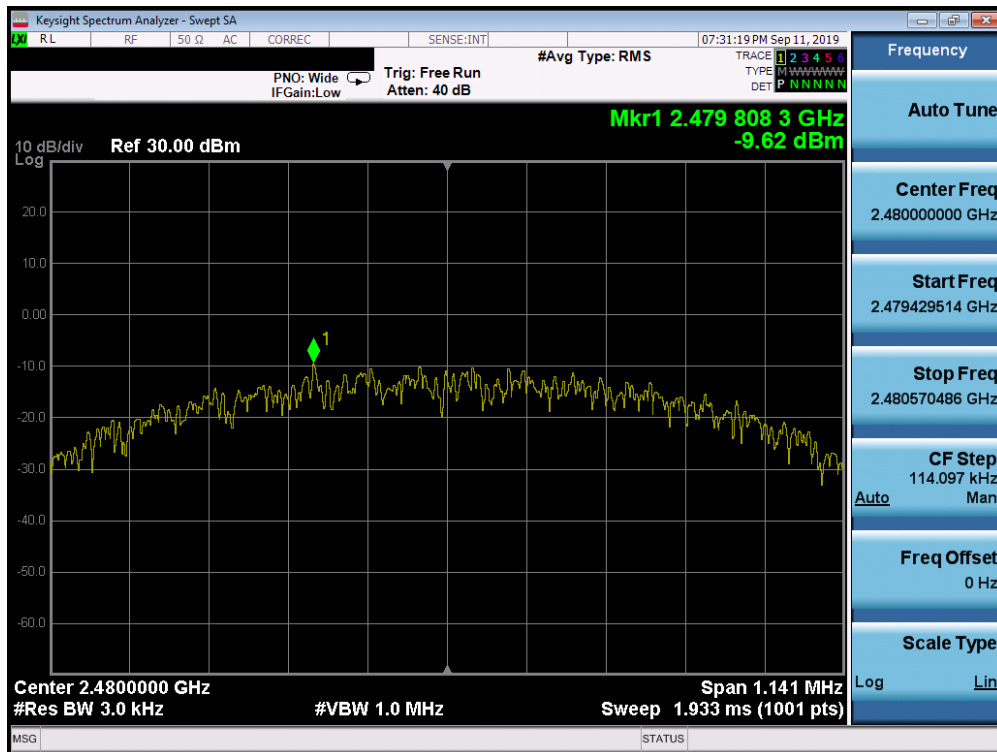 Keysight Spectrum Analyzer - Swept SA
LXI RL RF 50 Ω AC CORREC SENSE:INT 07:31:19 PM Sep 11, 2019
Frequency
#Avg Type: RMS TRACE 1 2 3 4 5 6
PNO: Wide Trig: Free Run TYPE M WWWWW
IFGain:Low Atten: 40 dB DET P N N N N N
Auto Tune
Mkr1 2.479 808 3 GHz
10 dB/div Ref 30.00 dBm -9.62 dBm
Log
Center Freq
2.480000000 GHz
20.0
10.0
Start Freq
2.479429514 GHz
0.00
1
-10.0
Stop Freq
2.480570486 GHz
-20.0
-30.0
CF Step
114.097 kHz
Auto Man
-40.0
-50.0
Freq Offset
0 Hz
-60.0
Scale Type
Log Lin
Center 2.4800000 GHz Span 1.141 MHz
#Res BW 3.0 kHz #VBW 1.0 MHz Sweep 1.933 ms (1001 pts)
MSG STATUS